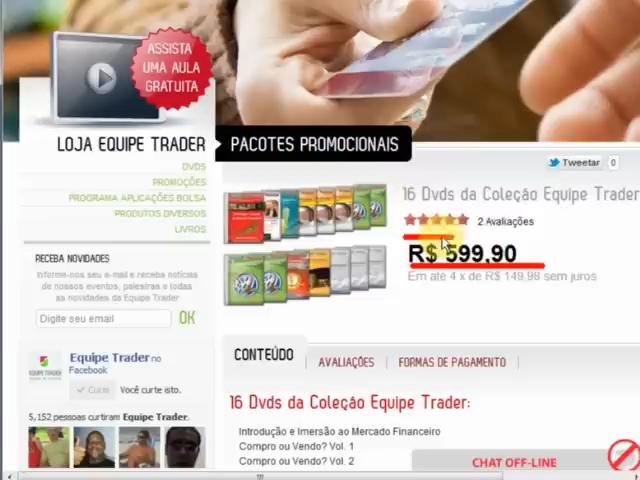 ASSISTA
UMA AULA
GRATUITA
LOJA EQUIPE TRADER
PACOTES PROMOCIONAIS
DVDS
PROMOÇÕES
PROGRAMA APLICAÇÕES BOLSA
PRODUTOS DIVERSOS
LIVROS
Tweetar 0
16 Dvds da Coleção Equipe Trader
2 Avaliações
R$ 599,90
Em até 4 x de R$ 149,98 sem juros
RECEBA NOVIDADES
Informe-nos seu e-mail e receba notícias
de nossos eventos, palestras e todas
as novidades da Equipe Trader
Digite seu email OK
Equipe Trader no
Facebook
Curtir Você curte isto.
5,152 pessoas curtiram Equipe Trader.
CONTEÚDO
AVALIAÇÕES
FORMAS DE PAGAMENTO
16 Dvds da Coleção Equipe Trader:
Introdução e Imersão ao Mercado Financeiro
Compro ou Vendo? Vol. 1
Compro ou Vendo? Vol. 2
CHAT OFF-LINE